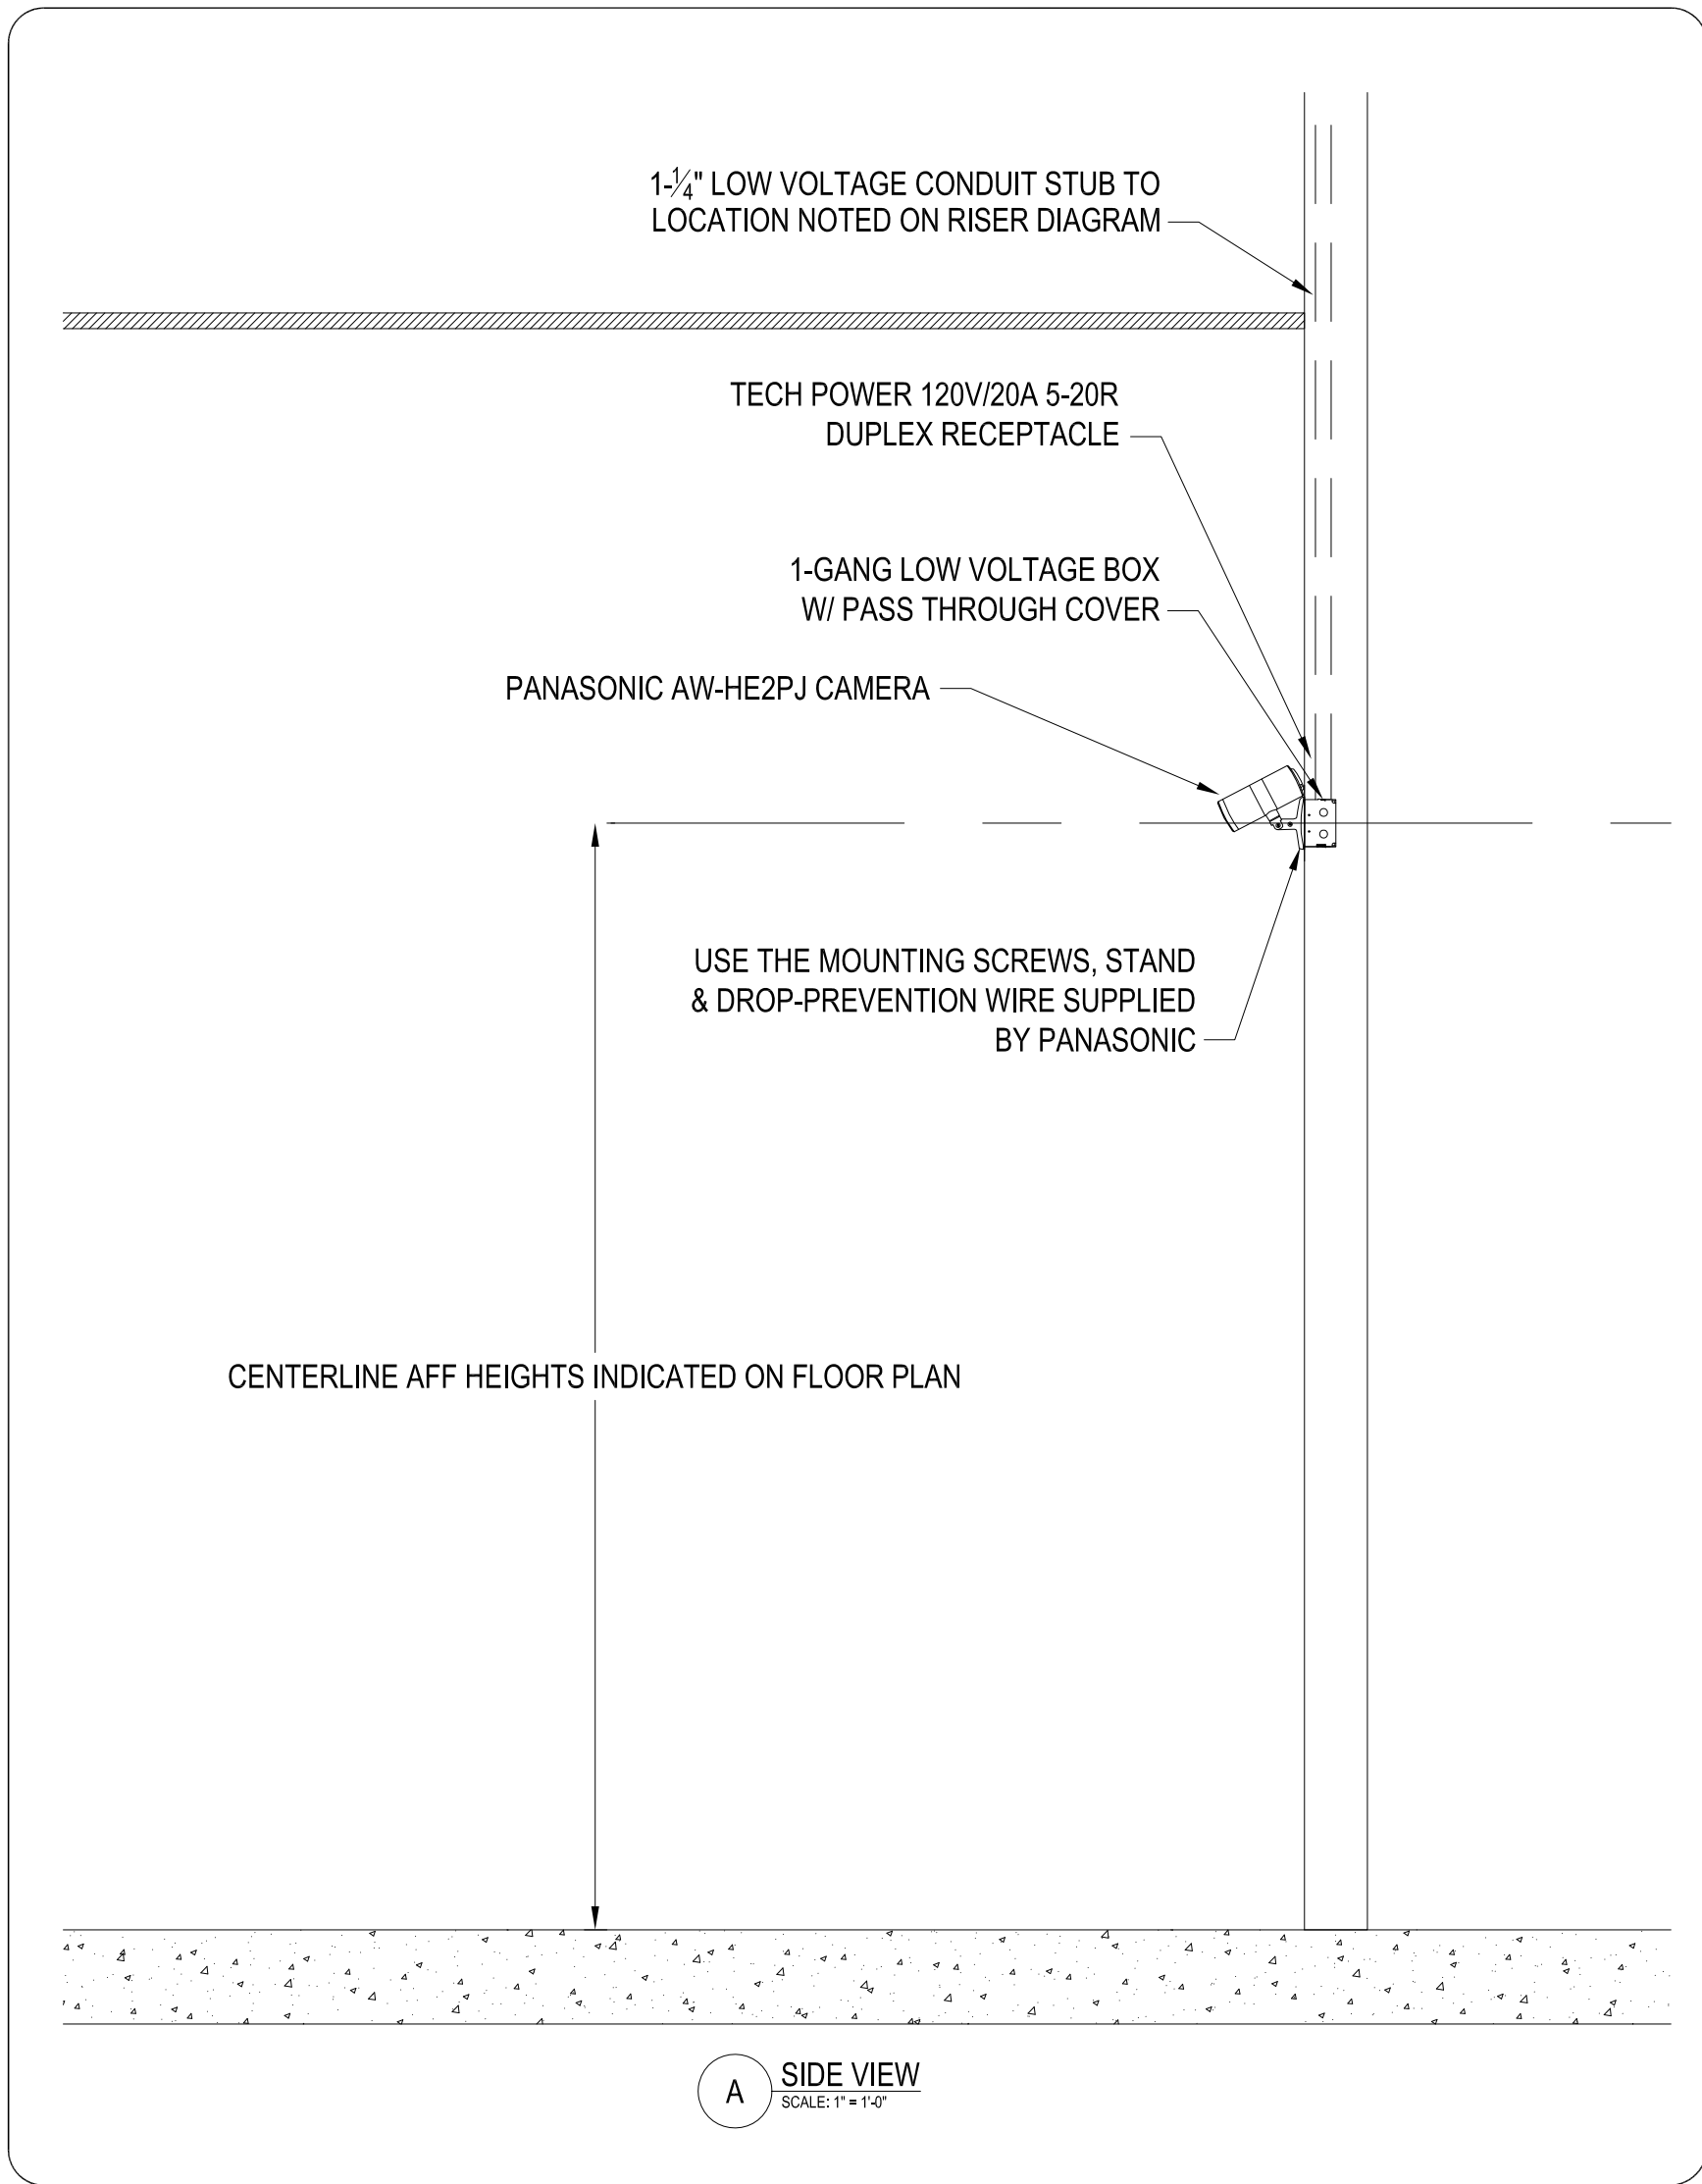 1-1/4" LOW VOLTAGE CONDUIT STUB TO
LOCATION NOTED ON RISER DIAGRAM
TECH POWER 120V/20A 5-20R
DUPLEX RECEPTACLE
1-GANG LOW VOLTAGE BOX
W/ PASS THROUGH COVER
PANASONIC AW-HE2PJ CAMERA
USE THE MOUNTING SCREWS, STAND
& DROP-PREVENTION WIRE SUPPLIED
BY PANASONIC
CENTERLINE AFF HEIGHTS INDICATED ON FLOOR PLAN
A
SIDE VIEW
SCALE: 1" = 1'-0"